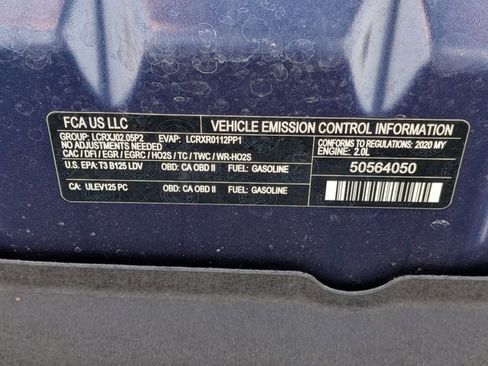 FCA US LLC
VEHICLE EMISSION CONTROL INFORMATION
GROUP: LCRXJ02.05P2 EVAP: LCRXR0112PP1
NO ADJUSTMENTS NEEDED
CAC / DFI / EGR / EGRC / HO2S / TC / TWC / WR-HO2S
CONFORMS TO REGULATIONS: 2020 MY
ENGINE: 2.0L
U.S. EPA: T3 B125 LDV OBD: CA OBD II FUEL: GASOLINE
50564050
CA: ULEV125 PC OBD: CA OBD II FUEL: GASOLINE